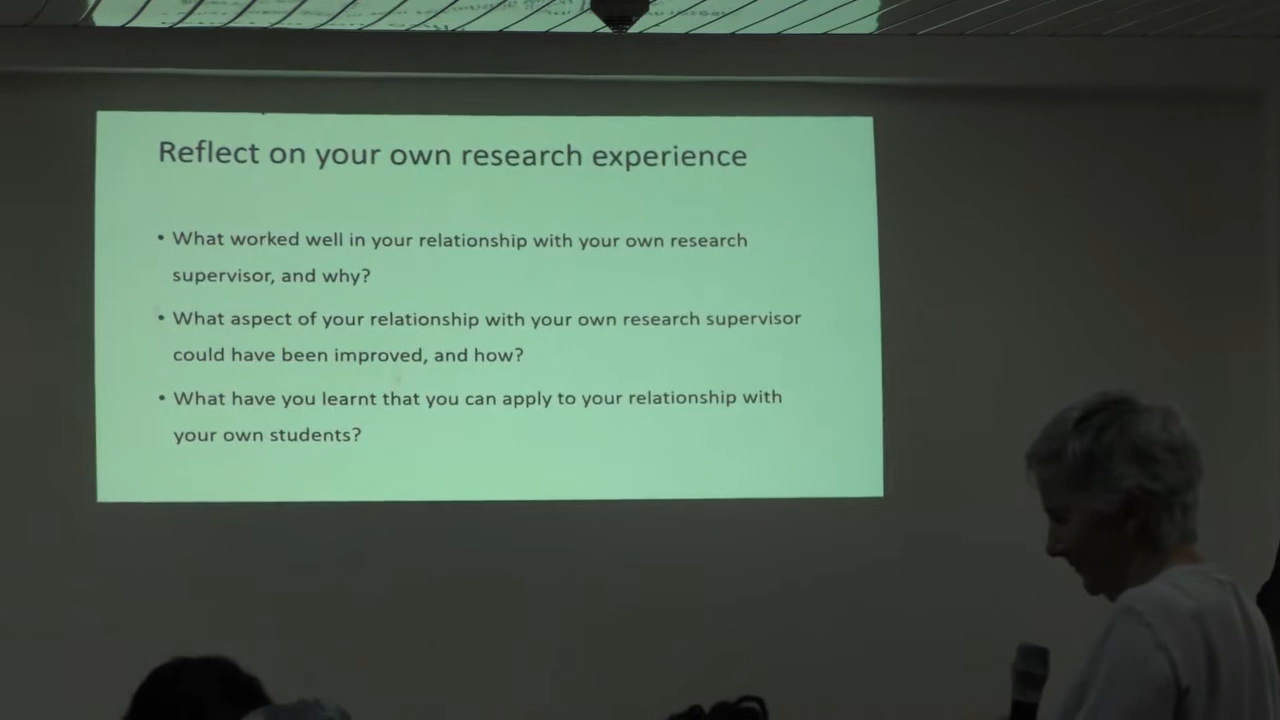 Reflect on your own research experience
• What worked well in your relationship with your own research
supervisor, and why?
• What aspect of your relationship with your own research supervisor
could have been improved, and how?
• What have you learnt that you can apply to your relationship with
your own students?